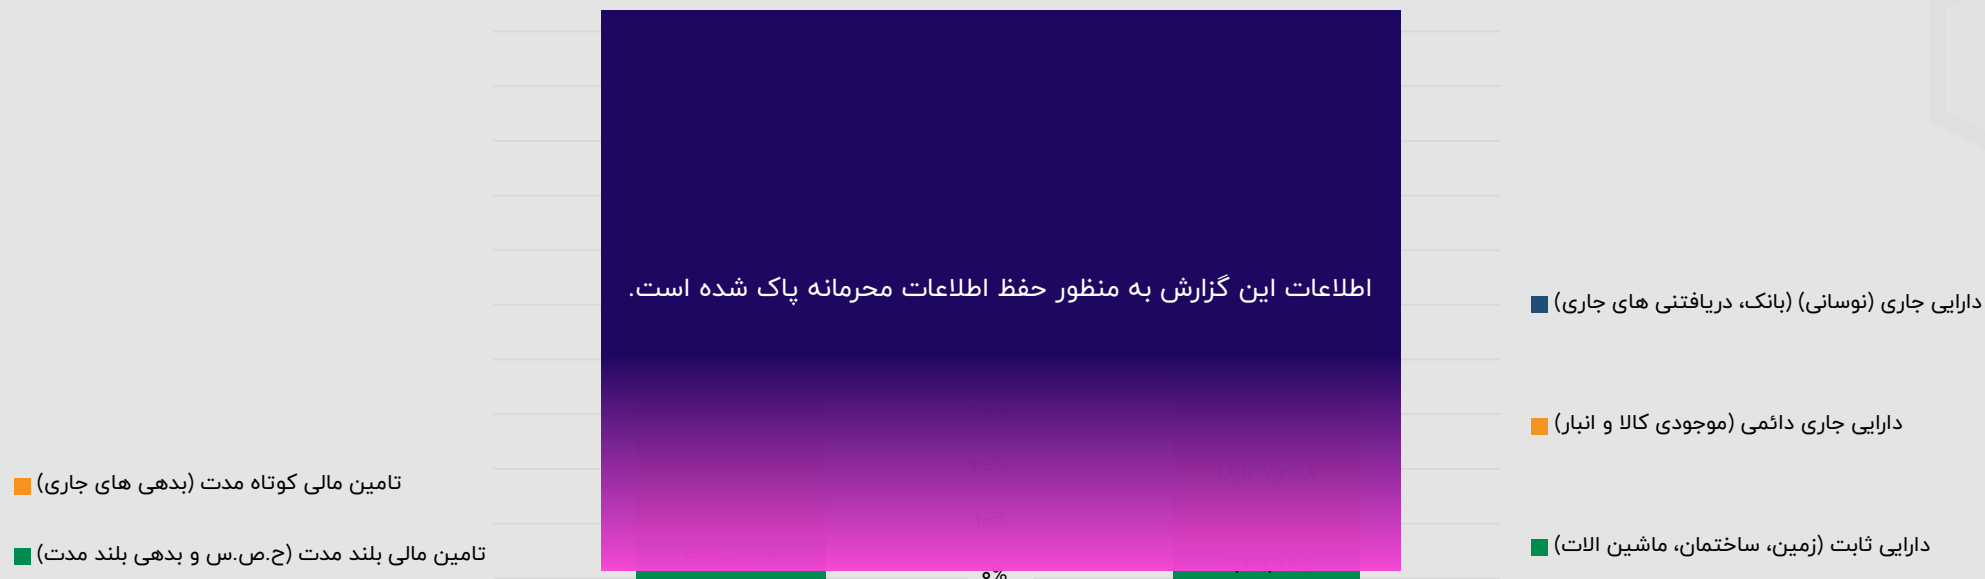 اطلاعات این گزارش به منظور حفظ اطلاعات محرمانه پاک شده است.
دارایی جاری (نوسانی) (بانک، دریافتنی های جاری)
دارایی جاری دائمی (موجودی کالا و انبار)
دارایی ثابت (زمین، ساختمان، ماشین الات)
تامین مالی کوتاه مدت (بدهی های جاری)
تامین مالی بلند مدت (ح.ص.س و بدهی بلند مدت)
۱۰%
۰%